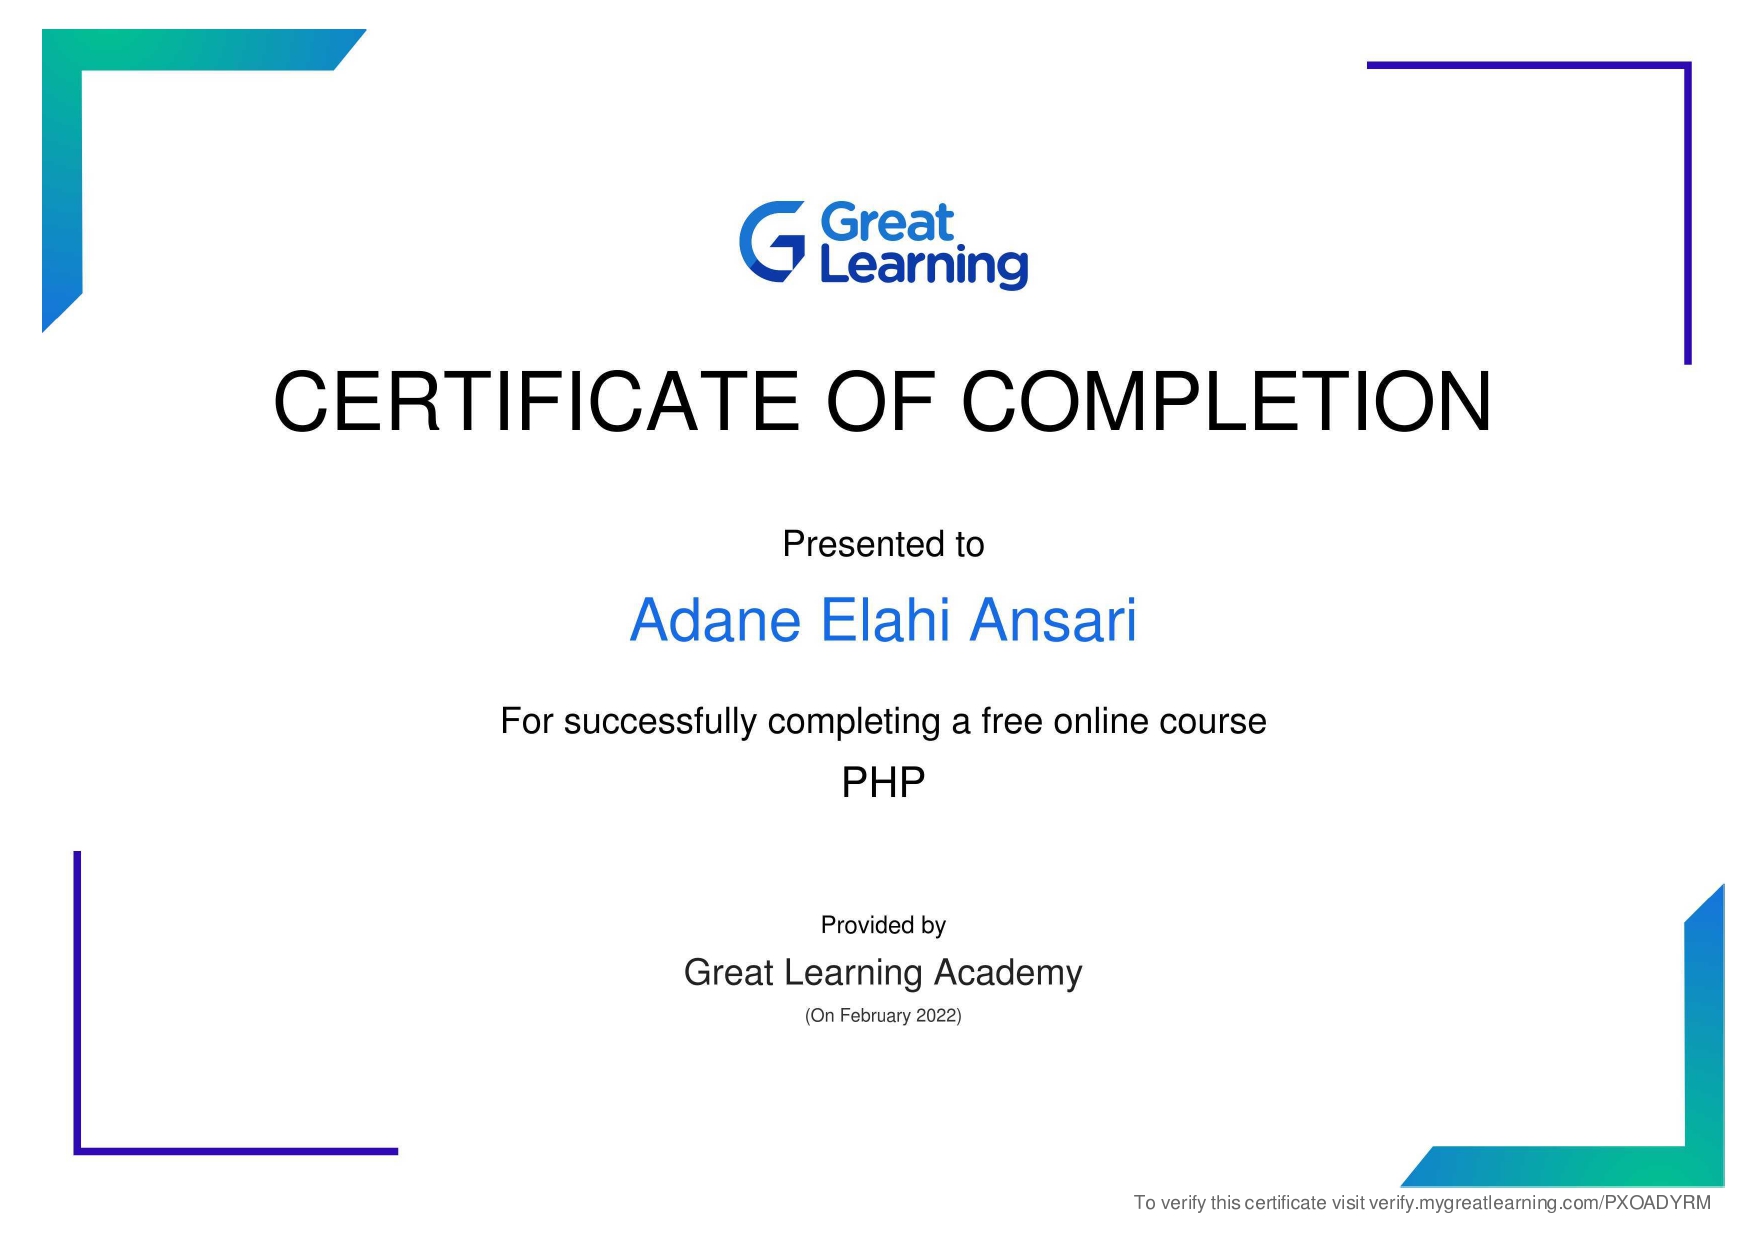 Great
Learning
CERTIFICATE OF COMPLETION
Presented to
Adane Elahi Ansari
For successfully completing a free online course
PHP
Provided by
Great Learning Academy
(On February 2022)
To verify this certificate visit verify.mygreatlearning.com/PXOADYRM